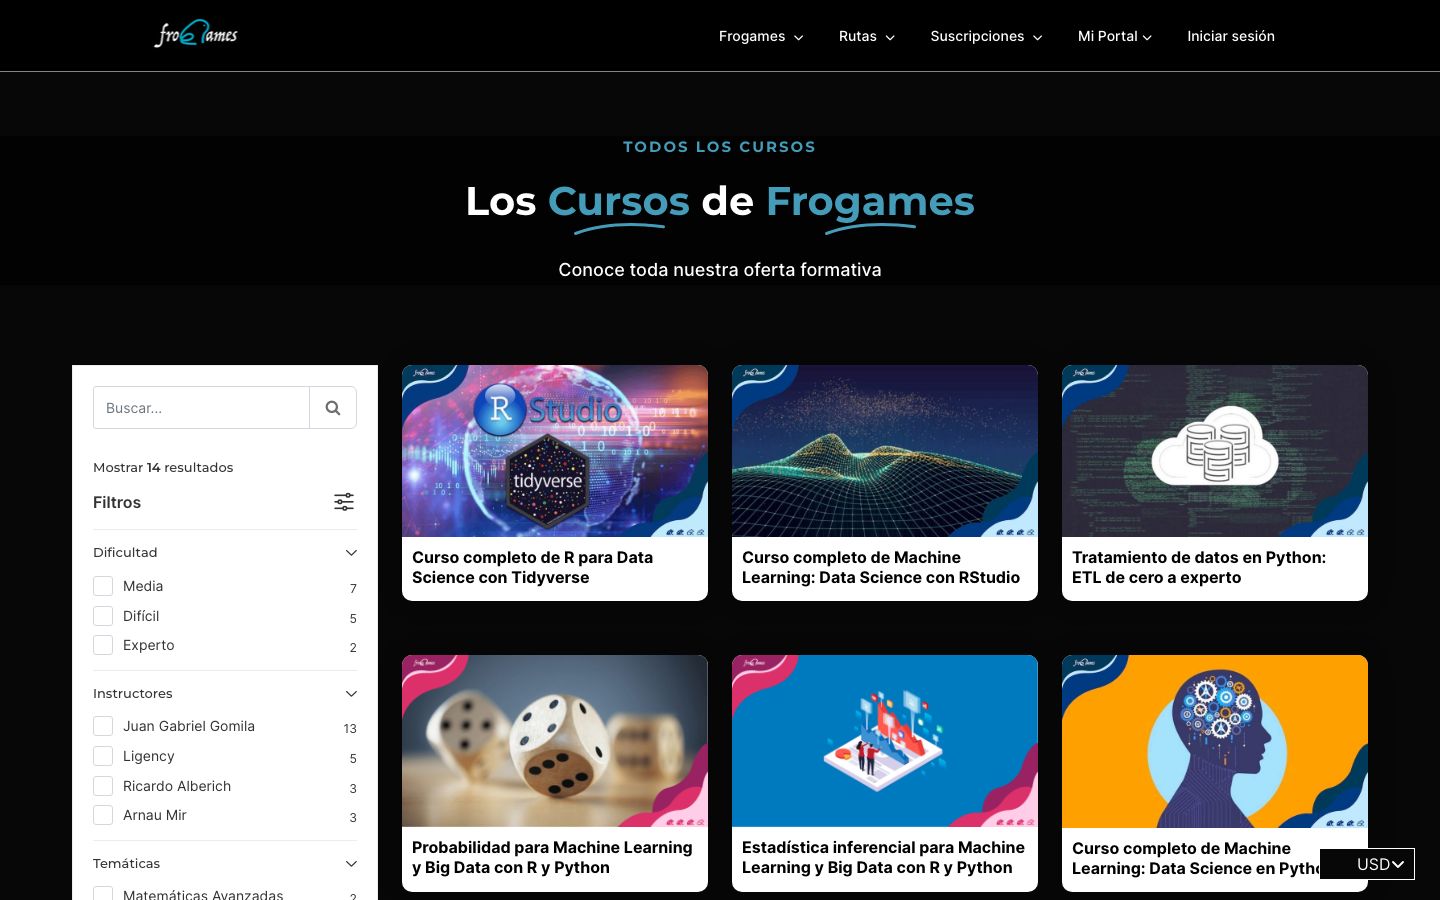 froGames
Frogames
Rutas
Suscripciones
Mi Portal
Iniciar sesión
TODOS LOS CURSOS
Los Cursos de Frogames
Conoce toda nuestra oferta formativa
Buscar...
Mostrar 14 resultados
Filtros
Dificultad
Media 7
Difícil 5
Experto 2
Instructores
Juan Gabriel Gomila 13
Ligency 5
Ricardo Alberich 3
Arnau Mir 3
Temáticas
Matemáticas Avanzadas 2
R Studio
tidyverse
Curso completo de R para Data
Science con Tidyverse
Curso completo de Machine
Learning: Data Science con RStudio
Tratamiento de datos en Python:
ETL de cero a experto
Probabilidad para Machine Learning
y Big Data con R y Python
Estadística inferencial para Machine
Learning y Big Data con R y Python
Curso completo de Machine
Learning: Data Science en Pytho
USD